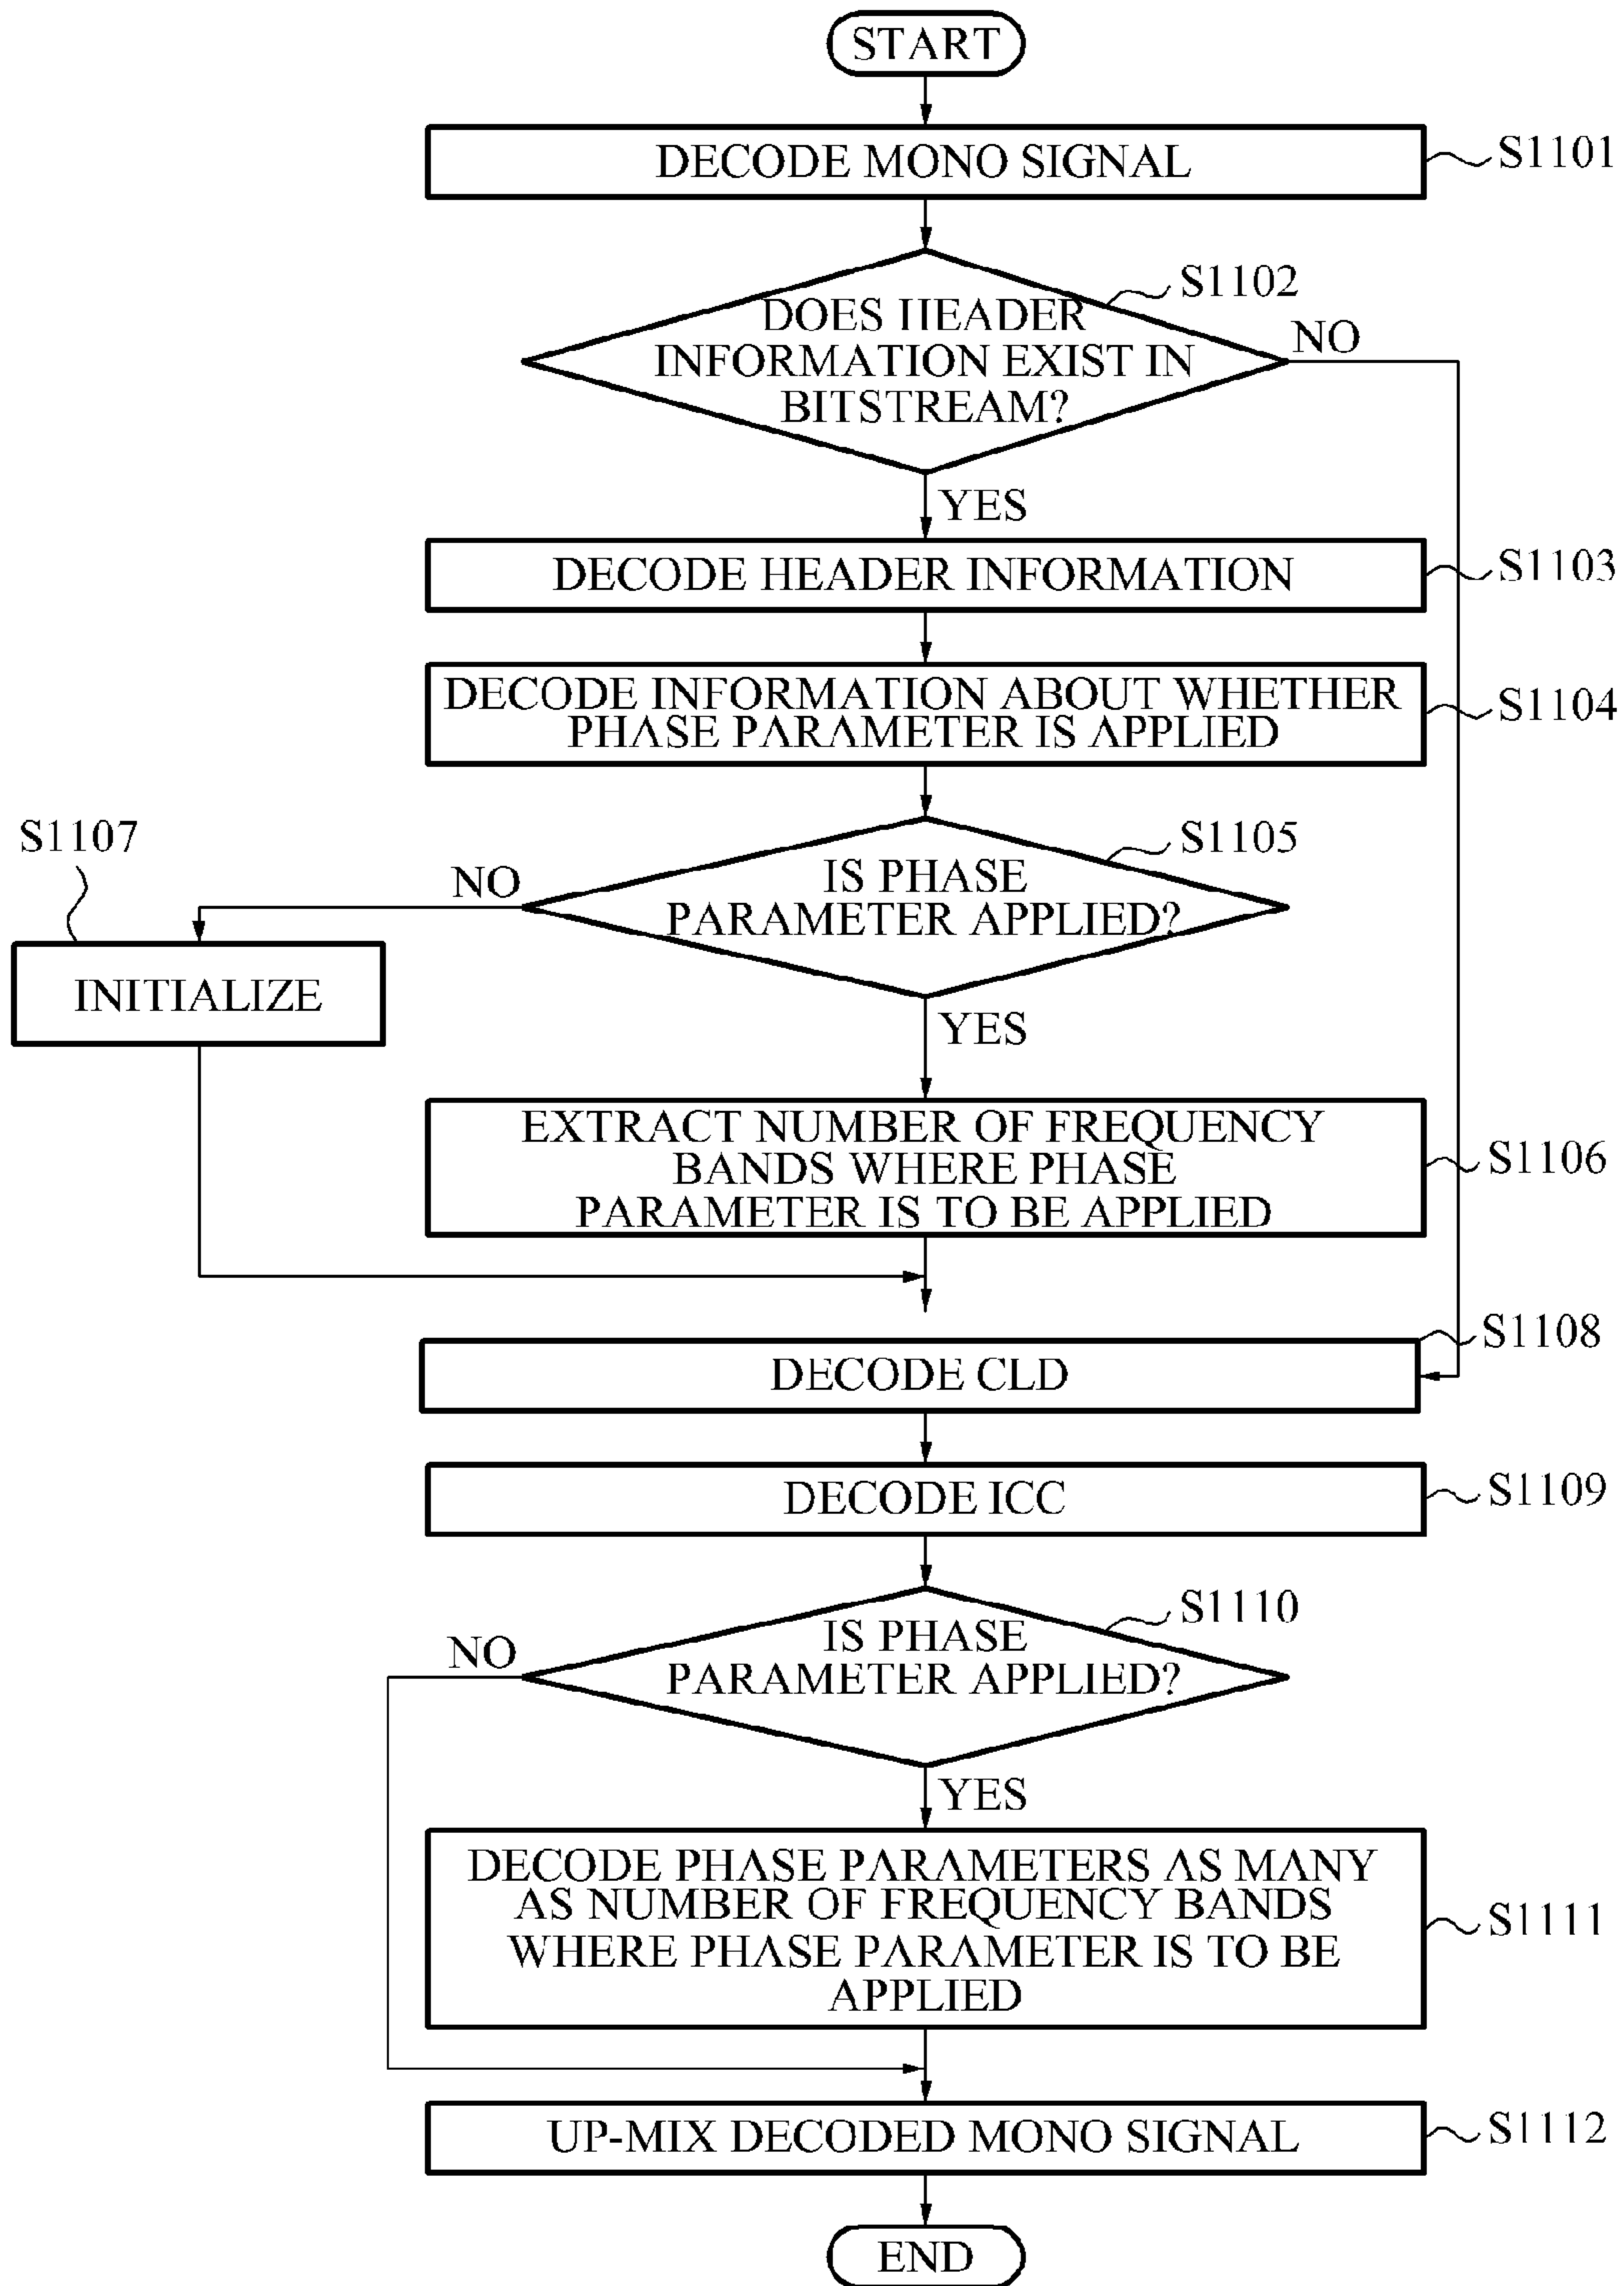 START
DECODE MONO SIGNAL
S1101
S1102
DOES HEADER
INFORMATION EXIST IN
BITSTREAM?
NO
YES
DECODE HEADER INFORMATION
S1103
DECODE INFORMATION ABOUT WHETHER
PHASE PARAMETER IS APPLIED
S1104
S1107
S1105
NO
IS PHASE
PARAMETER APPLIED?
INITIALIZE
YES
EXTRACT NUMBER OF FREQUENCY
BANDS WHERE PHASE
PARAMETER IS TO BE APPLIED
S1106
S1108
DECODE CLD
DECODE ICC
S1109
S1110
NO
IS PHASE
PARAMETER APPLIED?
YES
DECODE PHASE PARAMETERS AS MANY
AS NUMBER OF FREQUENCY BANDS
WHERE PHASE PARAMETER IS TO BE
APPLIED
S1111
UP-MIX DECODED MONO SIGNAL
S1112
END